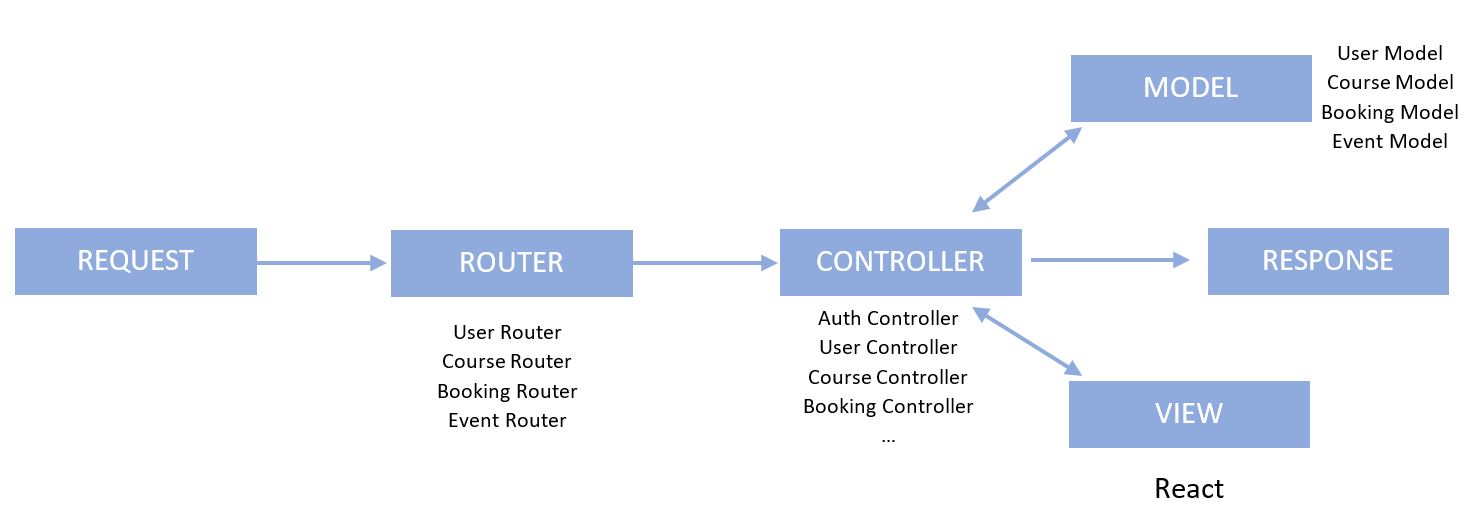 REQUEST
ROUTER
User Router
Course Router
Booking Router
Event Router
CONTROLLER
Auth Controller
User Controller
Course Controller
Booking Controller
...
MODEL
User Model
Course Model
Booking Model
Event Model
RESPONSE
VIEW
React